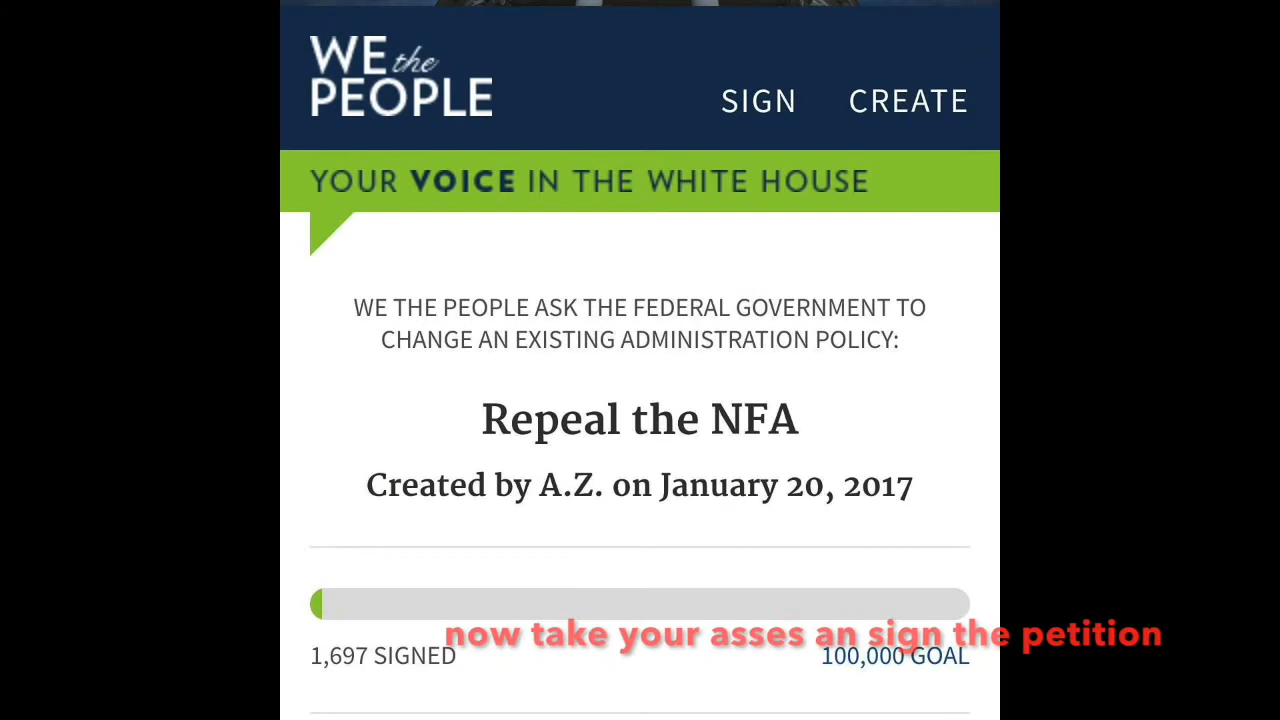 WE the
PEOPLE
SIGN CREATE
YOUR VOICE IN THE WHITE HOUSE
WE THE PEOPLE ASK THE FEDERAL GOVERNMENT TO
CHANGE AN EXISTING ADMINISTRATION POLICY:
Repeal the NFA
Created by A.Z. on January 20, 2017
now take your asses an sign the petition
1,697 SIGNED 100,000 GOAL